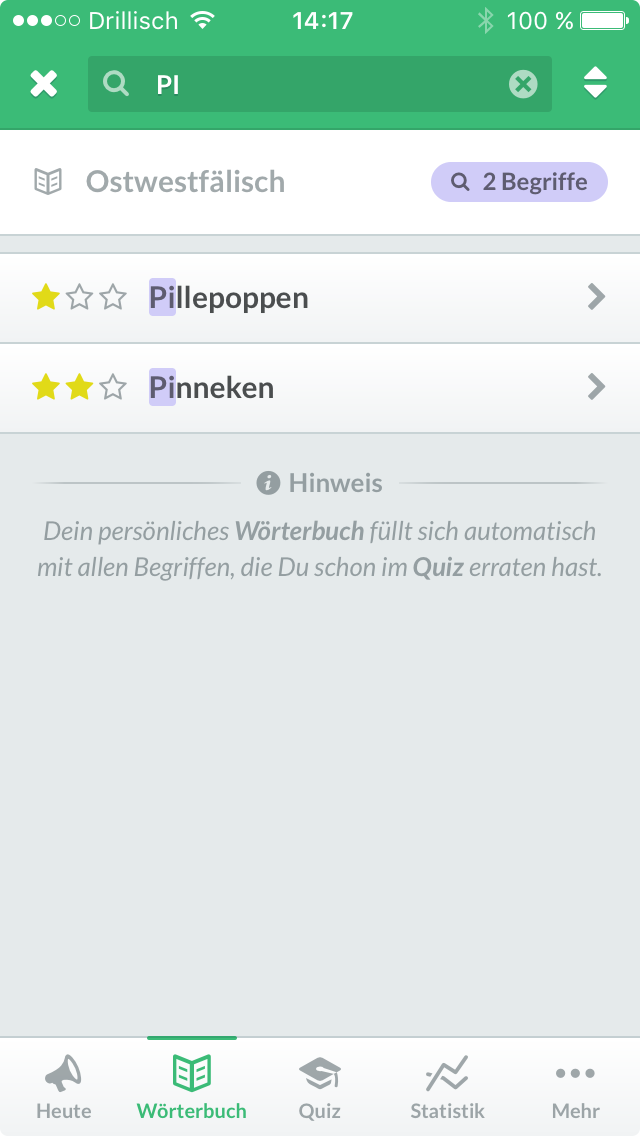 Drillisch 14:17 100 %
PI
Ostwestfälisch 2 Begriffe
Pillepoppen
Pinneken
Hinweis
Dein persönliches Wörterbuch füllt sich automatisch
mit allen Begriffen, die Du schon im Quiz erraten hast.
Heute Wörterbuch Quiz Statistik Mehr